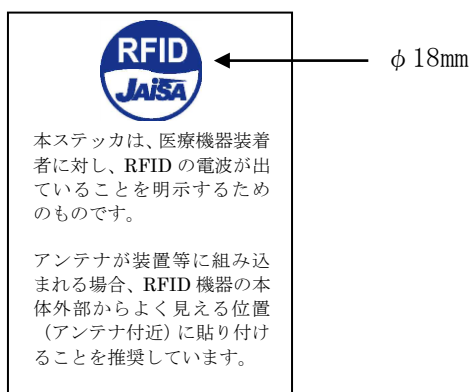 RFID
JAISA
φ18mm
本ステッカは、医療機器装着
者に対し、RFID の電波が出
ていることを明示するため
のものです。
アンテナが装置等に組み込
まれる場合、RFID 機器の本
体外部からよく見える位置
（アンテナ付近）に貼り付け
ることを推奨しています。